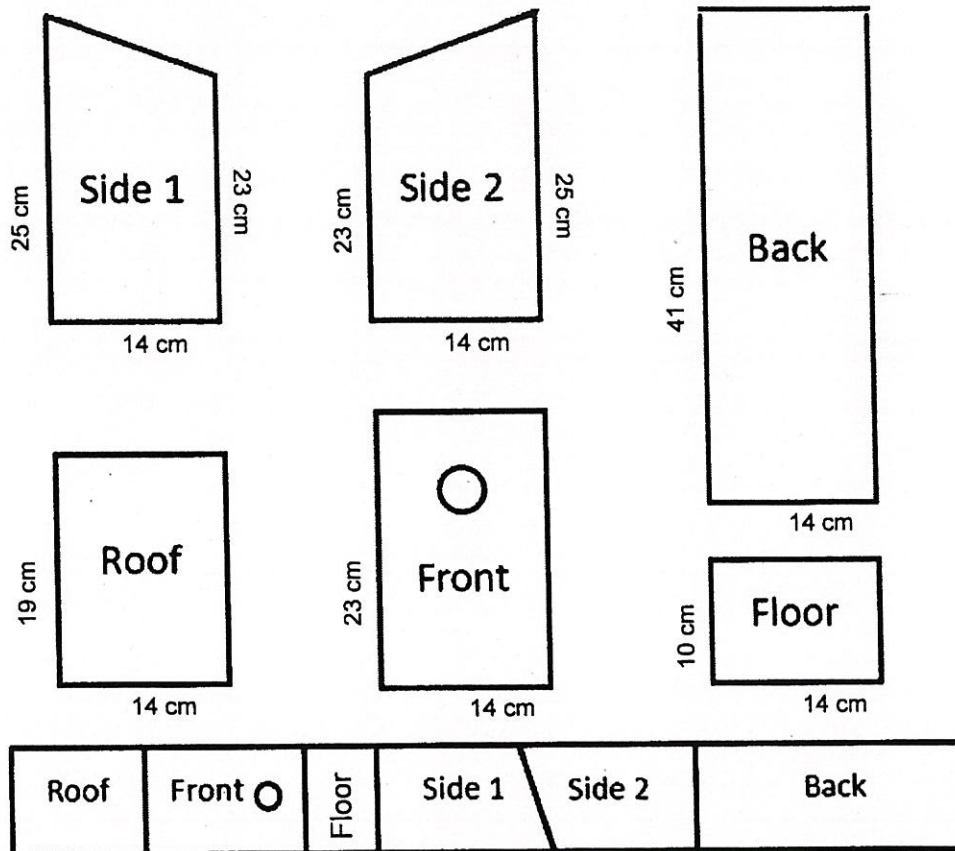 Side 1
25 cm
23 cm
14 cm
Side 2
23 cm
25 cm
14 cm
Back
41 cm
14 cm
Roof
19 cm
14 cm
Front
23 cm
14 cm
Floor
10 cm
14 cm
Roof
Front
Floor
Side 1
Side 2
Back